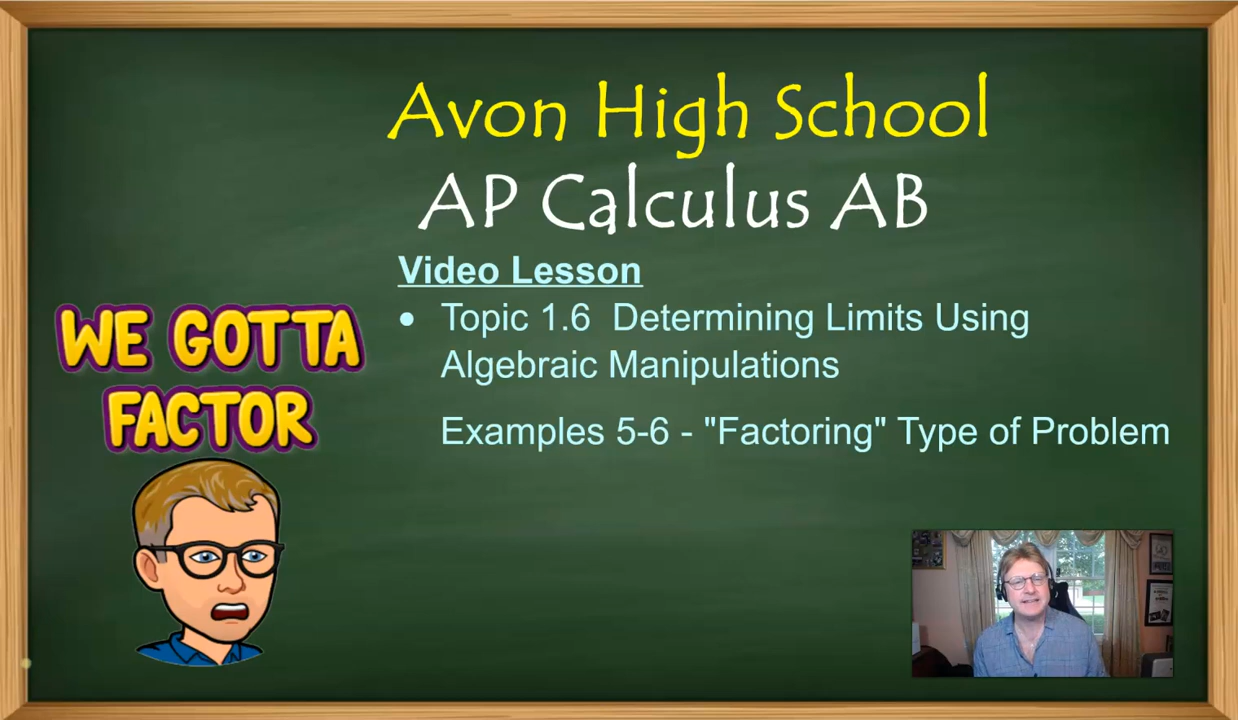 Avon High School
AP Calculus AB
Video Lesson
• Topic 1.6 Determining Limits Using
Algebraic Manipulations
Examples 5-6 - "Factoring" Type of Problem
WE GOTTA
FACTOR